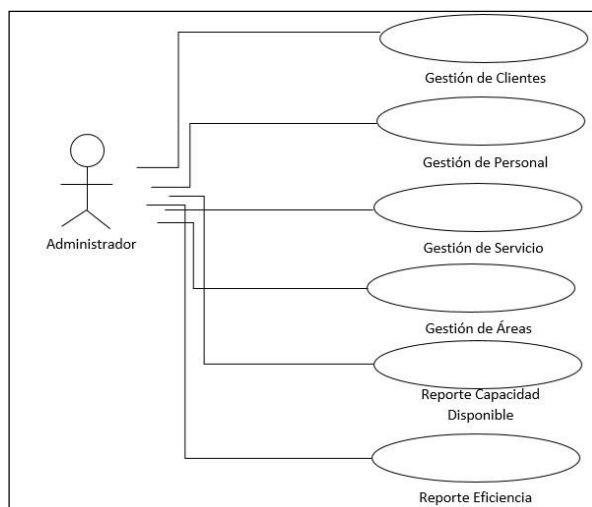 Gestión de Clientes
Gestión de Personal
Administrador
Gestión de Servicio
Gestión de Áreas
Reporte Capacidad
Disponible
Reporte Eficiencia